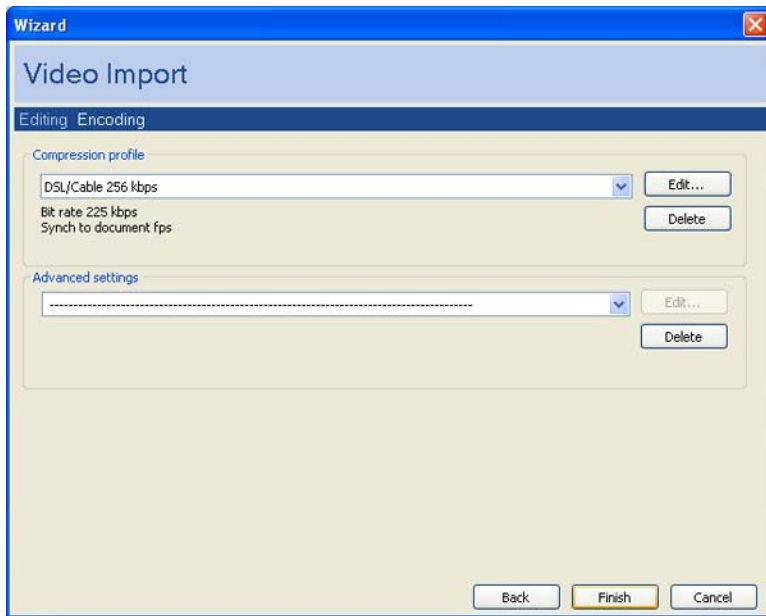 Wizard
Video Import
Editing Encoding
Compression profile
DSL/Cable 256 kbps
Edit...
Bit rate 225 kbps
Synch to document fps
Delete
Advanced settings
--------------------------------------------------------------------------------------
Edit...
Delete
Back
Finish
Cancel